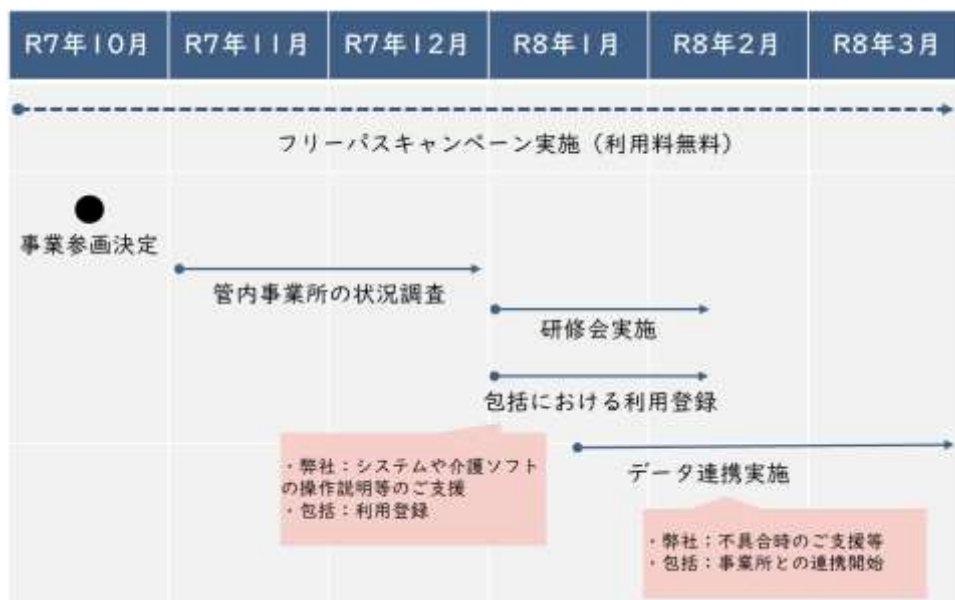 R7年10月 R7年11月 R7年12月 R8年1月 R8年2月 R8年3月
フリーパスキャンペーン実施（利用料無料）
事業参画決定
管内事業所の状況調査
研修会実施
包括における利用登録
・弊社：システムや介護ソフト
の操作説明等のご支援
・包括：利用登録
データ連携実施
・弊社：不具合時のご支援等
・包括：事業所との連携開始